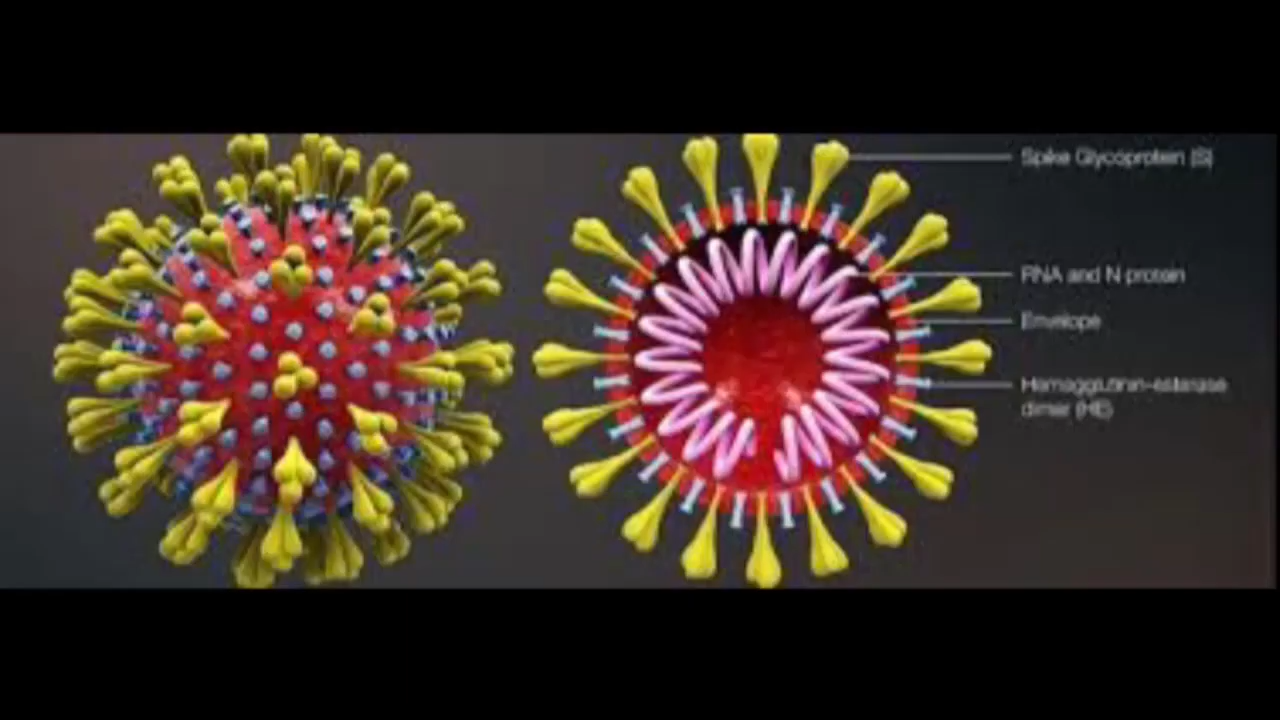 Spike Glycoprotein (S)
RNA and N protein
Envelope
Hemagglutinin-esterase
dimer (HE)